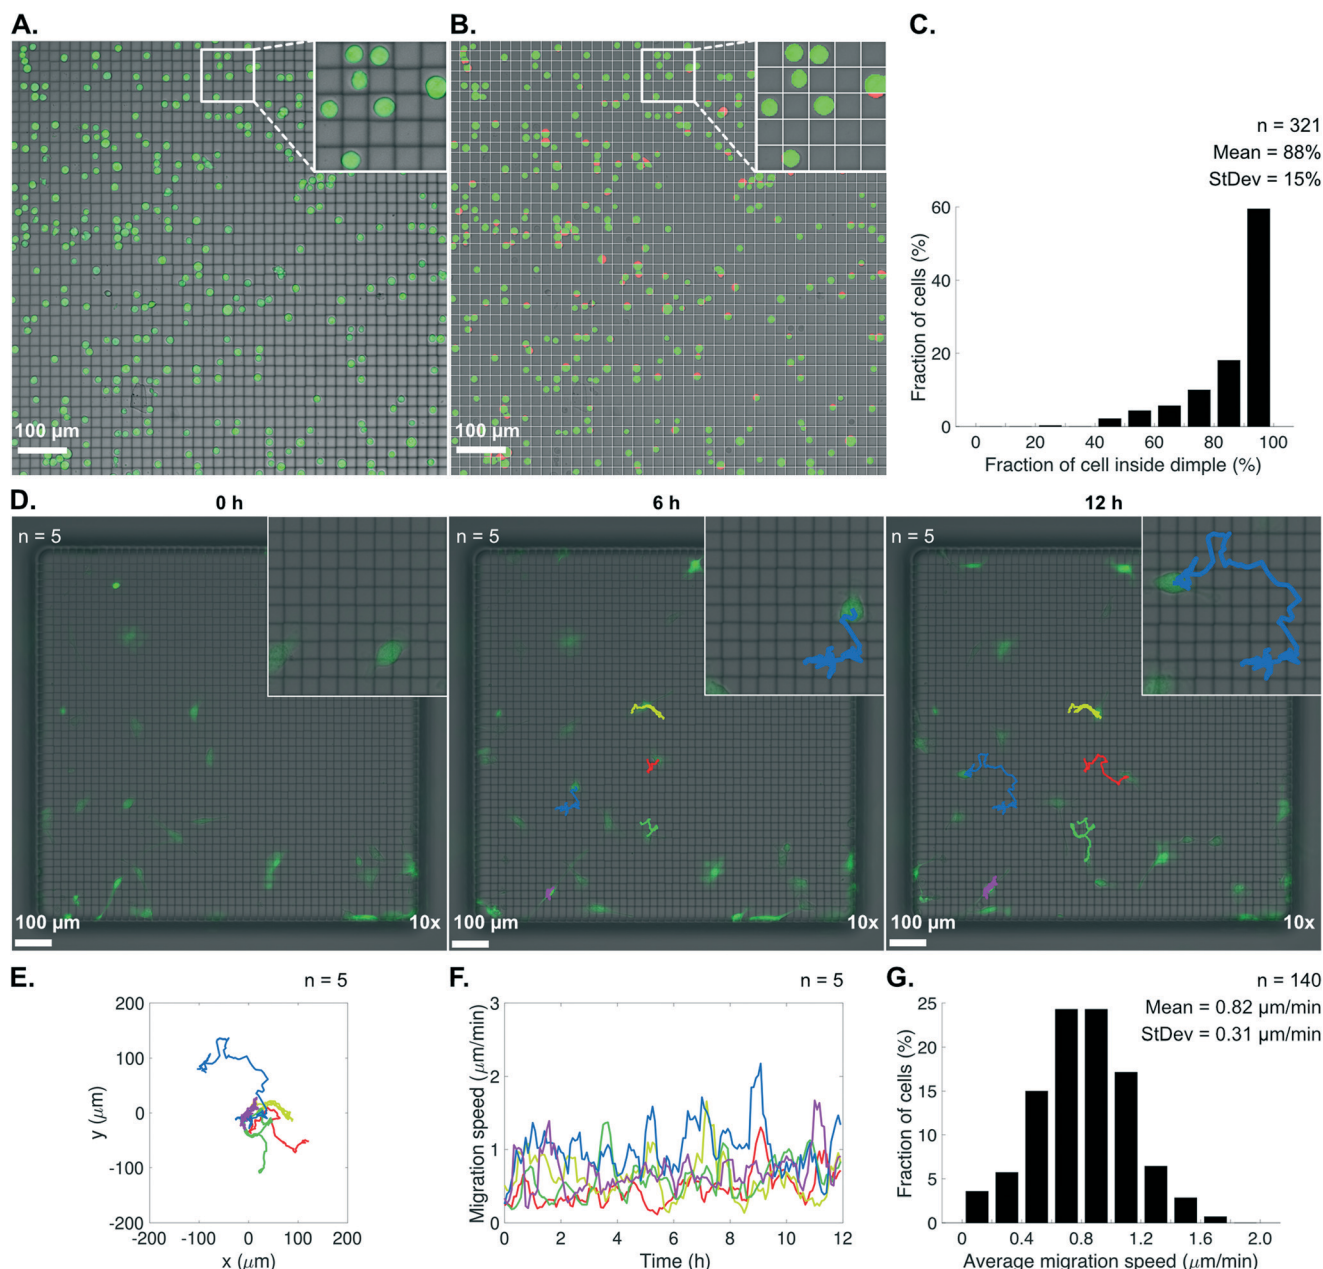 A.
B.
C.
100 µm
100 µm
n = 321
Mean = 88%
StDev = 15%
60
40
20
0
Fraction of cells (%)
0 20 40 60 80 100
Fraction of cell inside dimple (%)
D.
0 h
6 h
12 h
n = 5
n = 5
n = 5
100 µm
10x
100 µm
10x
100 µm
10x
E.
n = 5
200
100
0
-100
-200
y (µm)
-200 -100 0 100 200
x (µm)
F.
n = 5
3
2
1
0
Migration speed (µm/min)
0 2 4 6 8 10 12
Time (h)
G.
n = 140
Mean = 0.82 µm/min
StDev = 0.31 µm/min
25
20
15
10
5
0
Fraction of cells (%)
0 0.4 0.8 1.2 1.6 2.0
Average migration speed (µm/min)